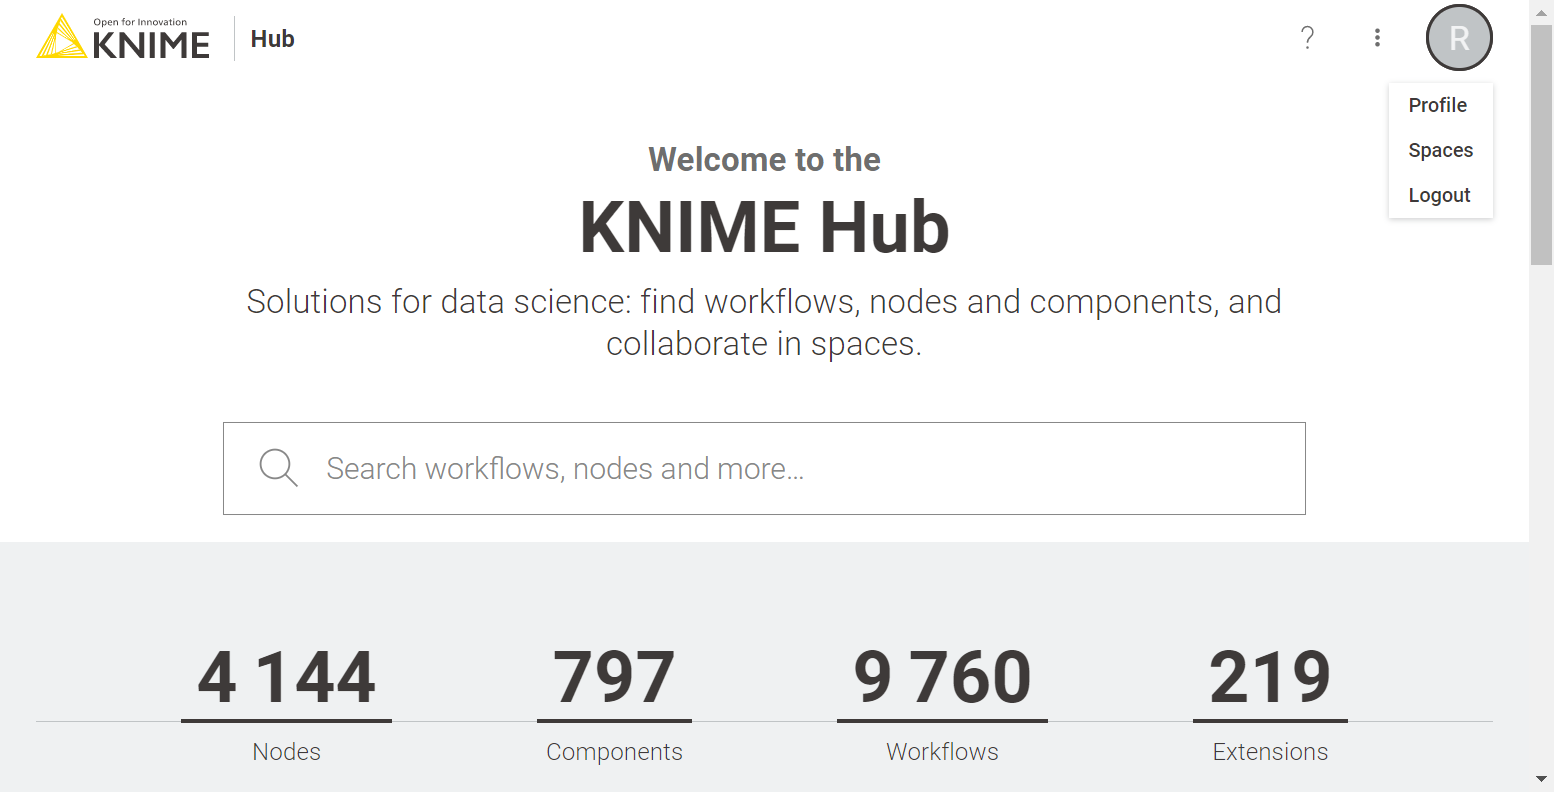 Open for Innovation
KNIME
Hub
?
R
Profile
Spaces
Logout
Welcome to the
KNIME Hub
Solutions for data science: find workflows, nodes and components, and
collaborate in spaces.
Search workflows, nodes and more...
4 144
Nodes
797
Components
9 760
Workflows
219
Extensions